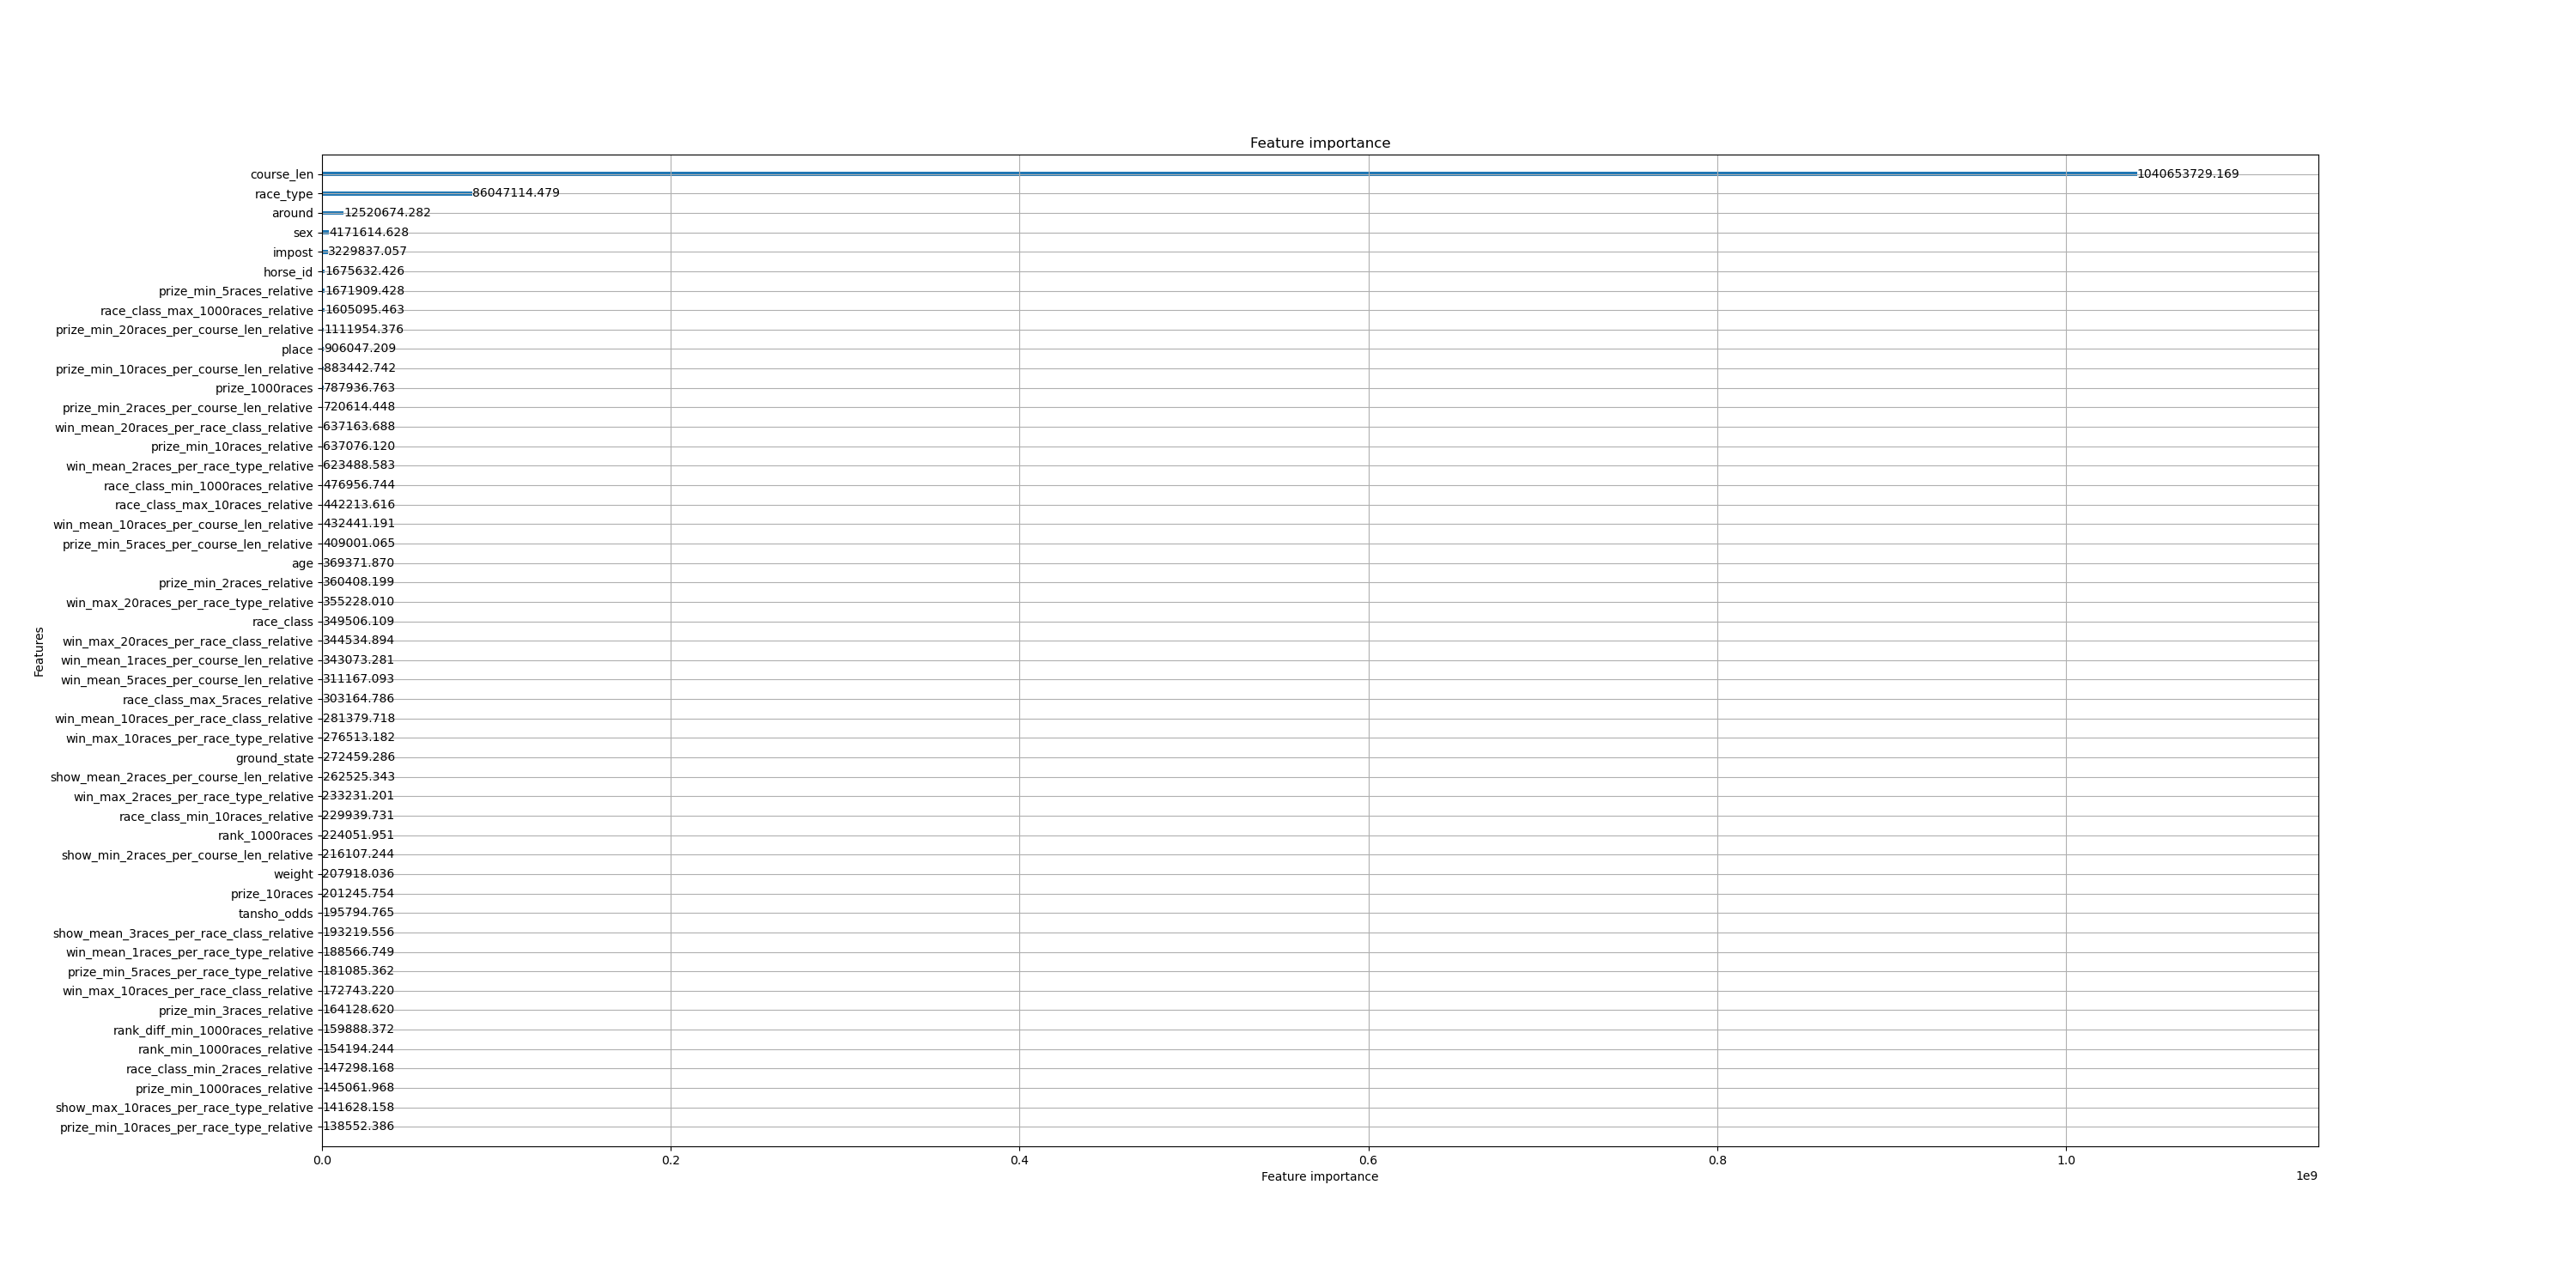 Feature importance
course_len 1040653729.169
race_type 86047114.479
around 12520674.282
sex 4171614.628
impost 3229837.057
horse_id 1675632.426
prize_min_5races_relative 1671909.428
race_class_max_1000races_relative 1605095.463
prize_min_20races_per_course_len_relative 1111954.376
place 906047.209
prize_min_10races_per_course_len_relative 883442.742
prize_1000races 787936.763
prize_min_2races_per_course_len_relative 720614.448
win_mean_20races_per_race_class_relative 637163.688
prize_min_10races_relative 637076.120
win_mean_2races_per_race_type_relative 623488.583
race_class_min_1000races_relative 476956.744
race_class_max_10races_relative 442213.616
win_mean_10races_per_course_len_relative 432441.191
prize_min_5races_per_course_len_relative 409001.065
age 369371.870
prize_min_2races_relative 360408.199
win_max_20races_per_race_type_relative 355228.010
race_class 349506.109
win_max_20races_per_race_class_relative 344534.894
win_mean_1races_per_course_len_relative 343073.281
win_mean_5races_per_course_len_relative 311167.093
race_class_max_5races_relative 303164.786
win_mean_10races_per_race_class_relative 281379.718
win_max_10races_per_race_type_relative 276513.182
ground_state 272459.286
show_mean_2races_per_course_len_relative 262525.343
win_max_2races_per_race_type_relative 233231.201
race_class_min_10races_relative 229939.731
rank_1000races 224051.951
show_min_2races_per_course_len_relative 216107.244
weight 207918.036
prize_10races 201245.754
tansho_odds 195794.765
show_mean_3races_per_race_class_relative 193219.556
win_mean_1races_per_race_type_relative 188566.749
prize_min_5races_per_race_type_relative 181085.362
win_max_10races_per_race_class_relative 172743.220
prize_min_3races_relative 164128.620
rank_diff_min_1000races_relative 159888.372
rank_min_1000races_relative 154194.244
race_class_min_2races_relative 147298.168
prize_min_1000races_relative 145061.968
show_max_10races_per_race_type_relative 141628.158
prize_min_10races_per_race_type_relative 138552.386
Features
0.0 0.2 0.4 0.6 0.8 1.0
Feature importance
1e9